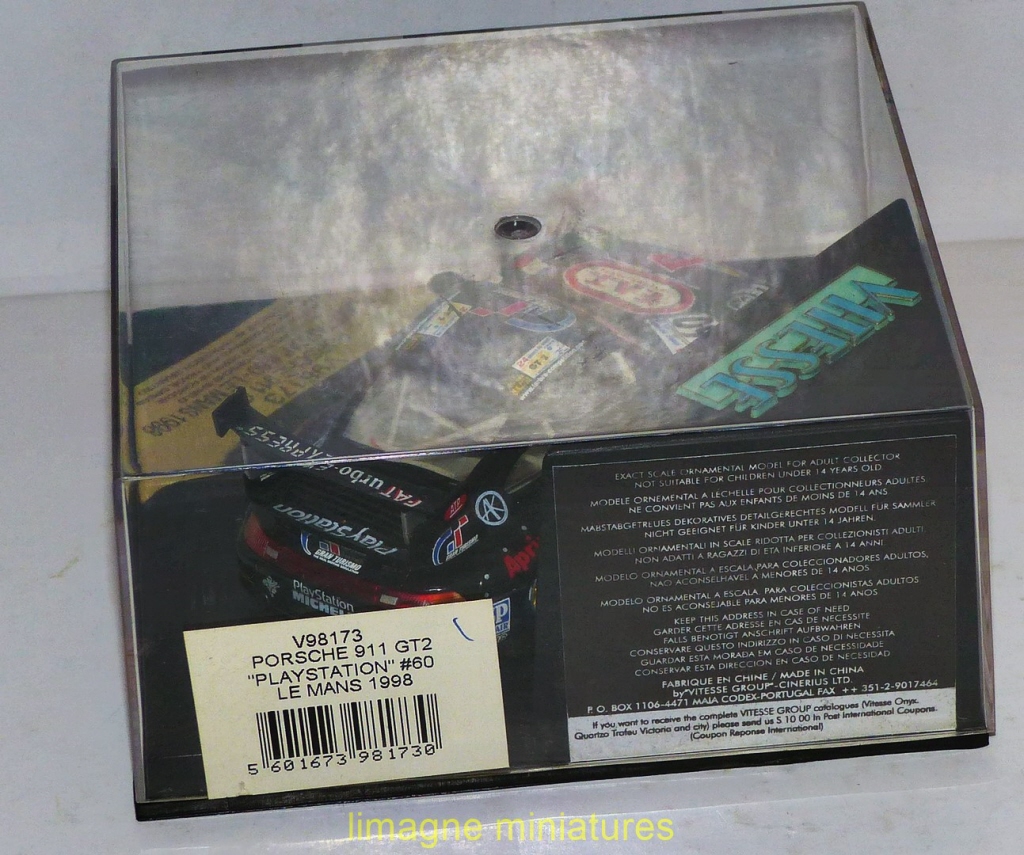 VITESSE
FATurbo EXPRESS
PlayStation
GRAN TURISMO
PlayStation
V98173
PORSCHE 911 GT2
"PLAYSTATION" #60
LE MANS 1998
5 601673 981730
EXACT SCALE ORNAMENTAL MODEL FOR ADULT COLLECTOR
NOT SUITABLE FOR CHILDREN UNDER 14 YEARS OLD
MODELE ORNEMENTAL A LECHELLE POUR COLLECTIONNEURS ADULTES.
NE CONVIENT PAS AUX ENFANTS DE MOINS DE 14 ANS
MABSTABGETREUES DEKORATIVES DETAILGERECHTES MODELL FÜR SAMMLER
NICHT GEEIGNET FÜR KINDER UNTER 14 JAHREN.
MODELLI ORNAMENTALI IN SCALE RIDOTTA PER COLLEZIONISTI ADULTI
NON ADATTI A RAGAZZI DI ETA INFERIORE A 14 ANNI
MODELO ORNAMENTAL A ESCALA,PARA COLECCIONADORES ADULTOS,
NAO ACONSELHAVEL A MENORES DE 14 ANOS
MODELO ORNAMENTAL A ESCALA, PARA COLECCIONISTAS ADULTOS
NO ES ACONSEJABLE PARA MENORES DE 14 ANOS
KEEP THIS ADDRESS IN CASE OF NEED
GARDER CETTE ADRESSE EN CAS DE NECESSITE
FALLS BENOTIGT ANSCHRIFT AUFBWAHREN
CONSERVARE QUESTO INDIRIZZO IN CASO DI NECESSITA
GUARDAR ESTA MORADA EM CASO DE NECESSIDADE
CONSERVAR ESTA DIRECCION EN CASO DE NECESIDAD
FABRIQUE EN CHINE / MADE IN CHINA
by"VITESSE GROUP"-CINERIUS LTD.
P. O. BOX 1106-4471 MAIA CODEX-PORTUGAL FAX ++ 351-2-9017464
If you want to receive the complete VITESSE GROUP catalogues (Vitesse Onyx.
Quartzo Trofeu Victoria and city) please send us $ 10 00 in Post International Coupons.
(Coupon Reponse International)
limagne miniatures